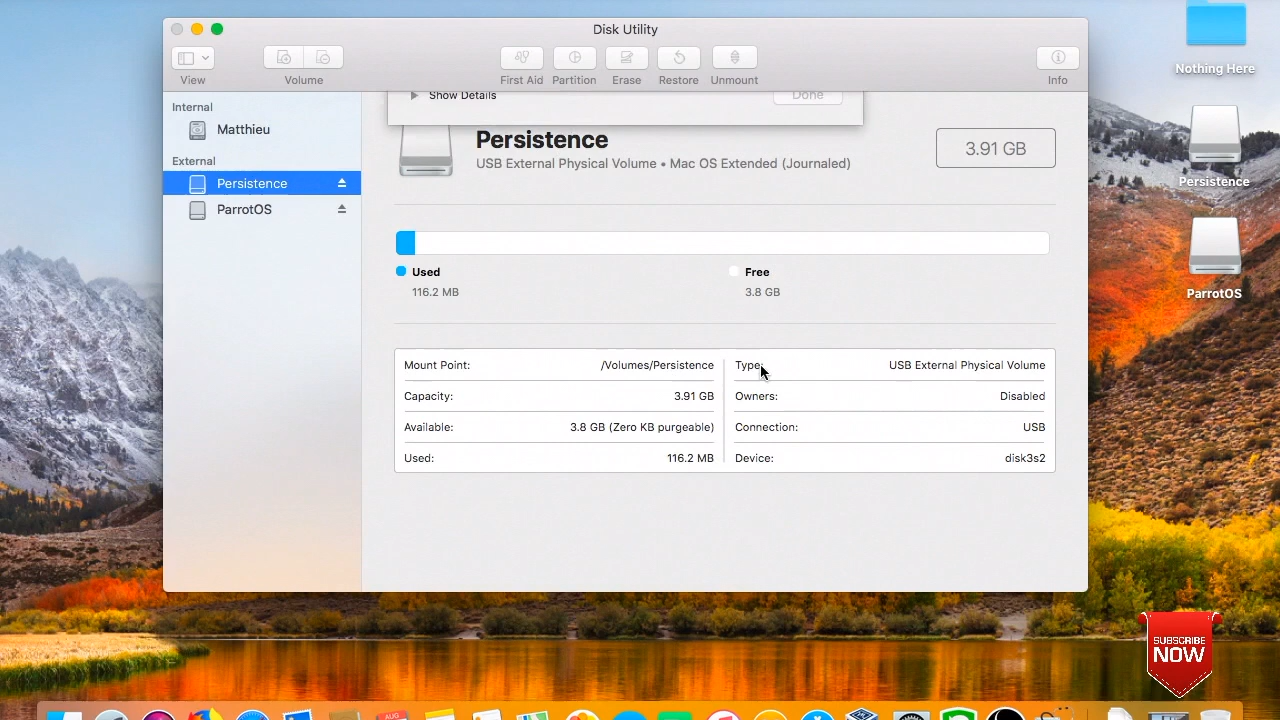 Disk Utility
View
Volume
First Aid
Partition
Erase
Restore
Unmount
Info
Nothing Here
Internal
Matthieu
External
Persistence
ParrotOS
Show Details
Done
Persistence
USB External Physical Volume • Mac OS Extended (Journaled)
3.91 GB
Used
116.2 MB
Free
3.8 GB
Mount Point: /Volumes/Persistence
Capacity: 3.91 GB
Available: 3.8 GB (Zero KB purgeable)
Used: 116.2 MB
Type: USB External Physical Volume
Owners: Disabled
Connection: USB
Device: disk3s2
Persistence
ParrotOS
SUBSCRIBE
NOW
AUG